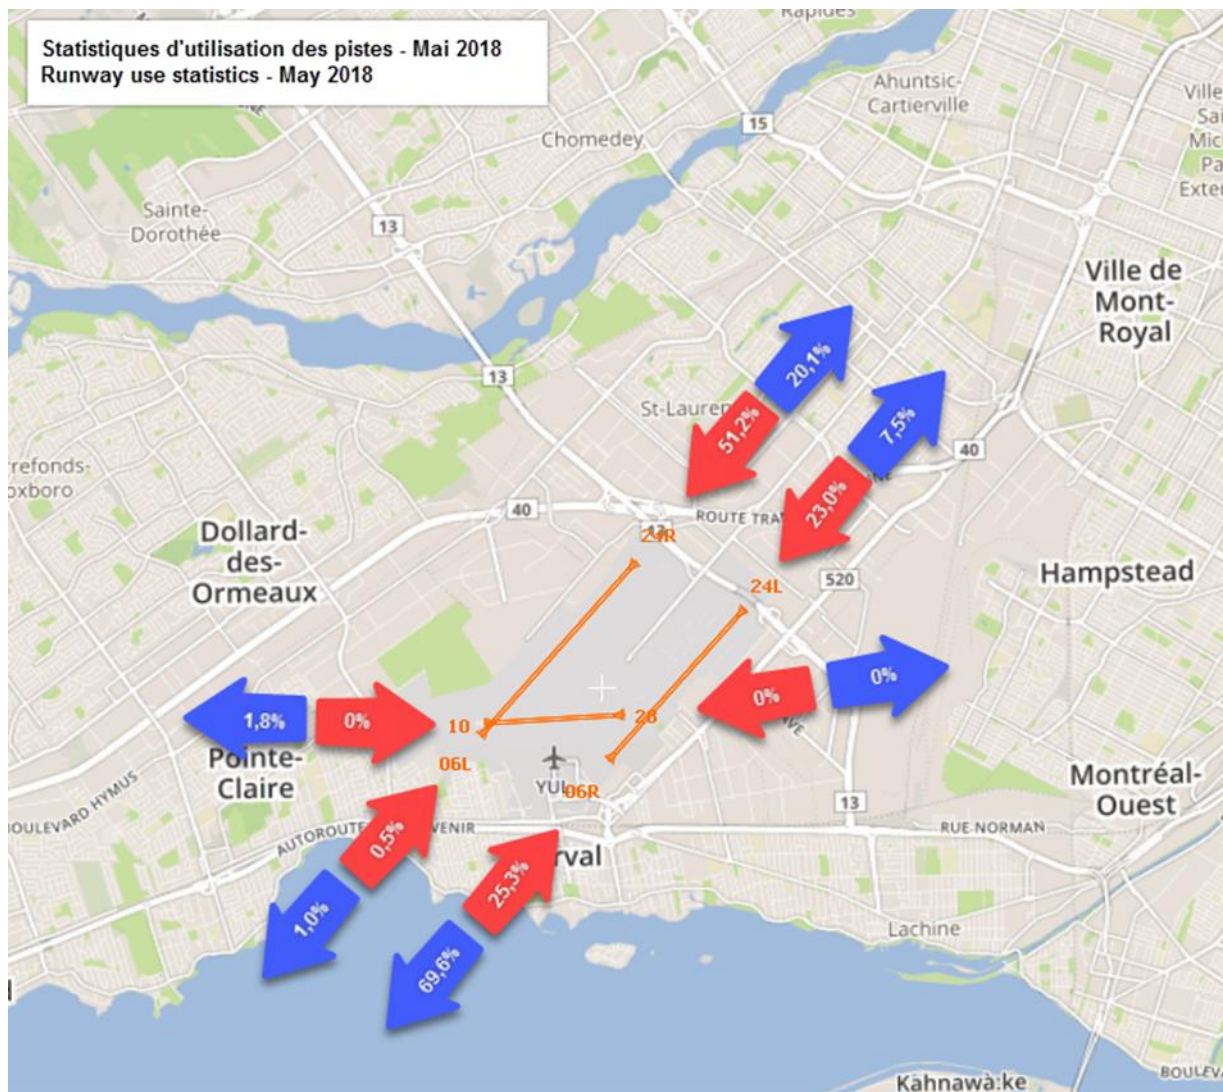 Statistiques d'utilisation des pistes - Mai 2018
Runway use statistics - May 2018
Rapides
Ahuntsic-
Cartierville
15
Chomedey
Sainte-
Dorothée
13
Ville de
Mont-
Royal
20,1%
13
St-Lauren
51,2%
7,5%
40
23,0%
40
ROUTE TRA
Dollard-
des-
Ormeaux
13
24R
24L
520
Hampstead
0%
0%
1,8%
0%
10
28
06L
Pointe-
Claire
YUL
06R
Montréal-
Ouest
13
BOULEVARD HYMUS
AUTOROUTE
VENIR
RUE NORMAN
0,5%
rval
25,3%
1,0%
Lachine
69,6%
Kahnawà:ke